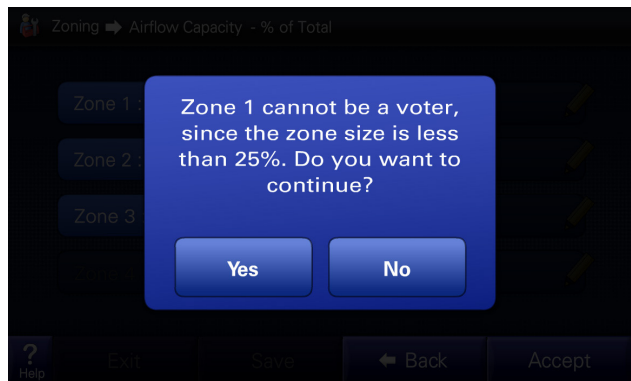 Zoning ➡ Airflow Capacity - % of Total
Zone 1 :
Zone 2 :
Zone 3
Zone 1 cannot be a voter,
since the zone size is less
than 25%. Do you want to
continue?
Yes
No
?
Help
Exit
Save
⬅ Back
Accept